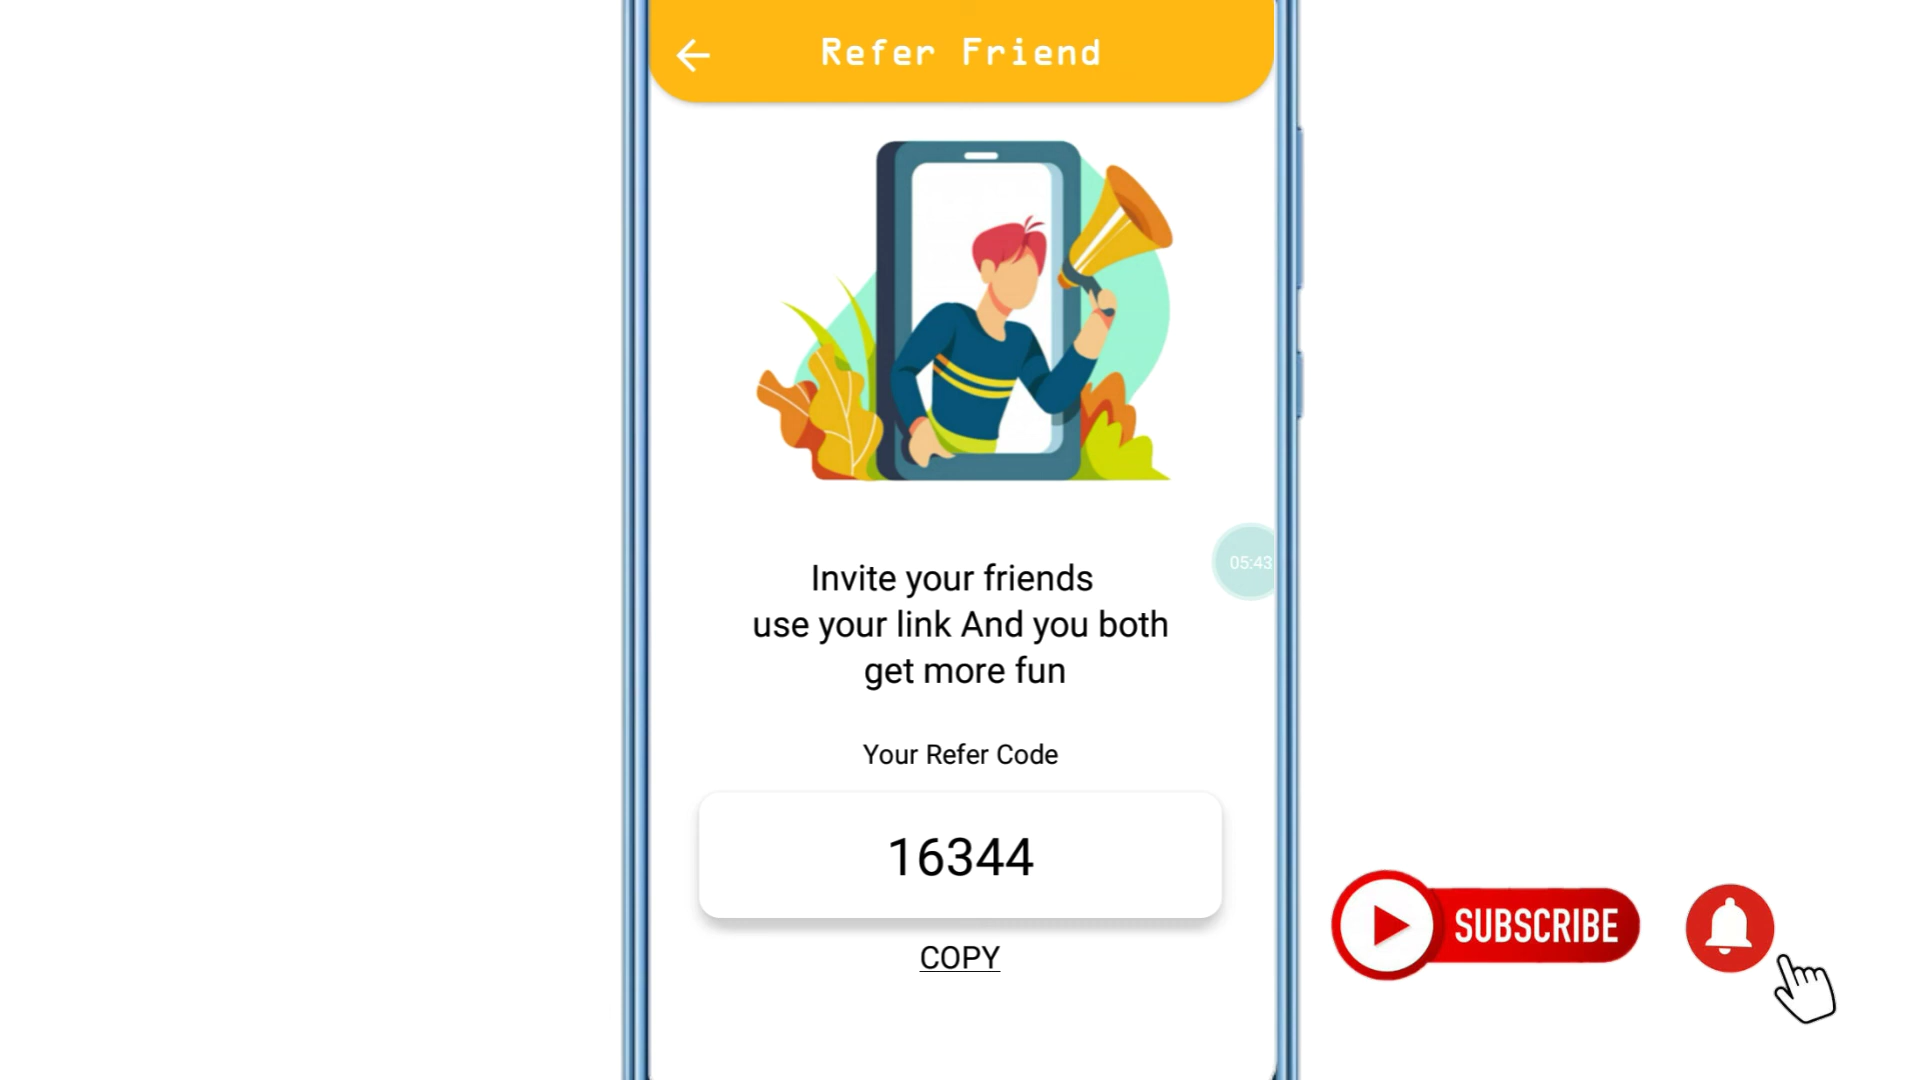 Refer Friend
05:43
Invite your friends
use your link And you both
get more fun
Your Refer Code
16344
COPY
SUBSCRIBE